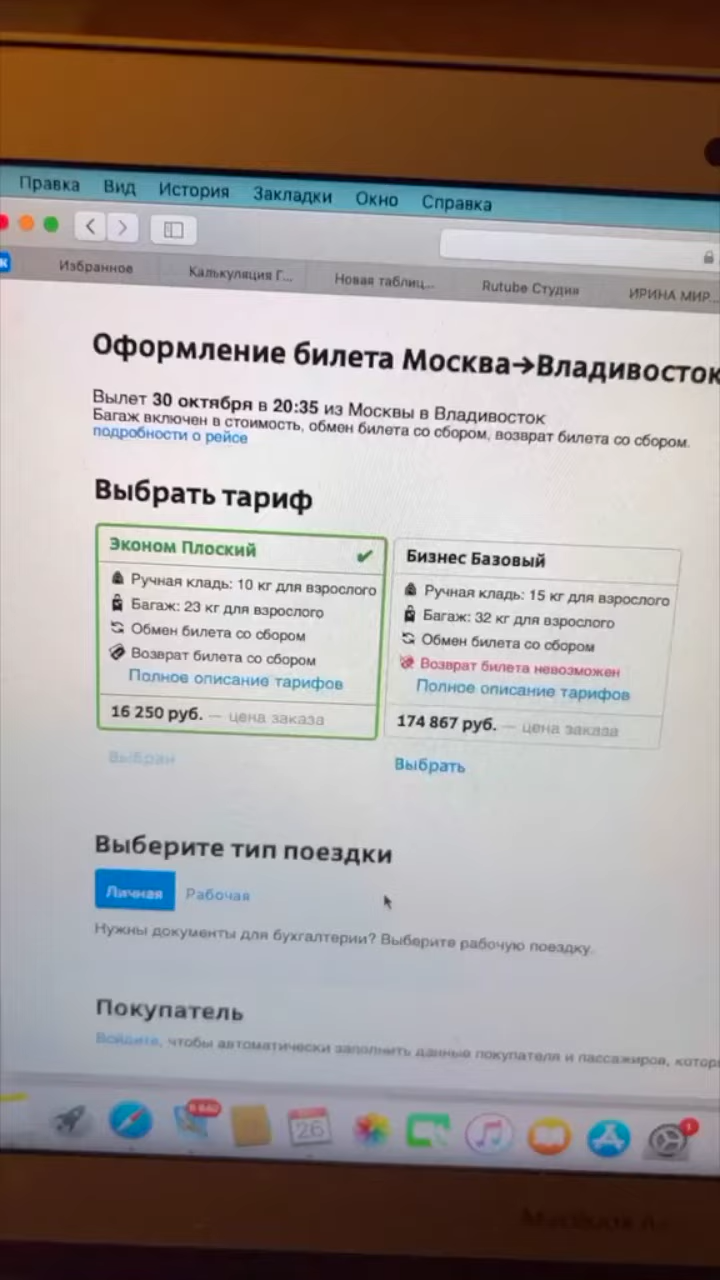 Правка Вид История Закладки Окно Справка
Избранное Калькуляция Г... Новая таблиц... Rutube Студия ИРИНА МИР...
Оформление билета Москва→Владивосток
Вылет 30 октября в 20:35 из Москвы в Владивосток
Багаж включен в стоимость, обмен билета со сбором, возврат билета со сбором.
подробности о рейсе
Выбрать тариф
Эконом Плоский
Ручная кладь: 10 кг для взрослого
Багаж: 23 кг для взрослого
Обмен билета со сбором
Возврат билета со сбором
Полное описание тарифов
16 250 руб. — цена заказа
Выбран
Бизнес Базовый
Ручная кладь: 15 кг для взрослого
Багаж: 32 кг для взрослого
Обмен билета со сбором
Возврат билета невозможен
Полное описание тарифов
174 867 руб. — цена заказа
Выбрать
Выберите тип поездки
Личная Рабочая
Нужны документы для бухгалтерии? Выберите рабочую поездку.
Покупатель
Войдите, чтобы автоматически заполнить данные покупателя и пассажиров, котор
26
1